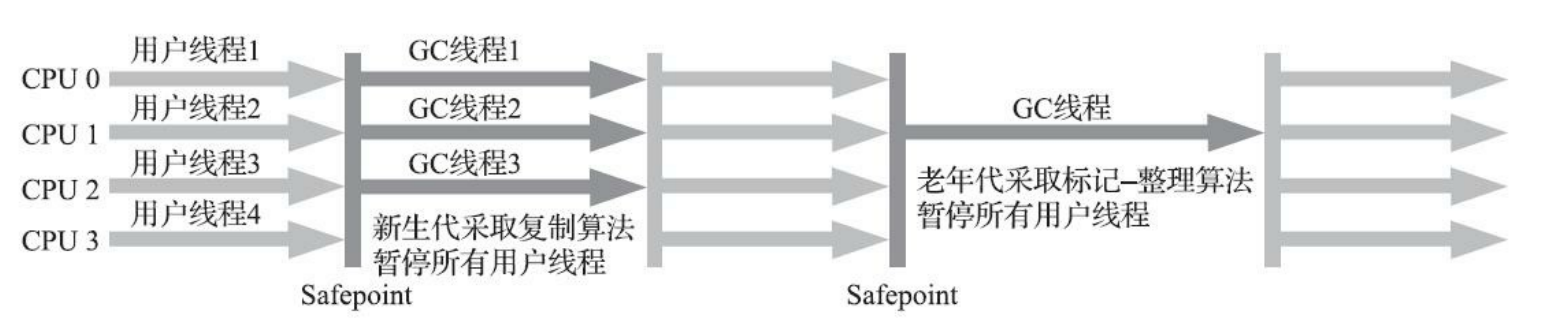 用户线程1
GC线程1
CPU 0
用户线程2
GC线程2
GC线程
CPU 1
用户线程3
GC线程3
CPU 2
用户线程4
CPU 3
新生代采取复制算法
暂停所有用户线程
老年代采取标记–整理算法
暂停所有用户线程
Safepoint
Safepoint